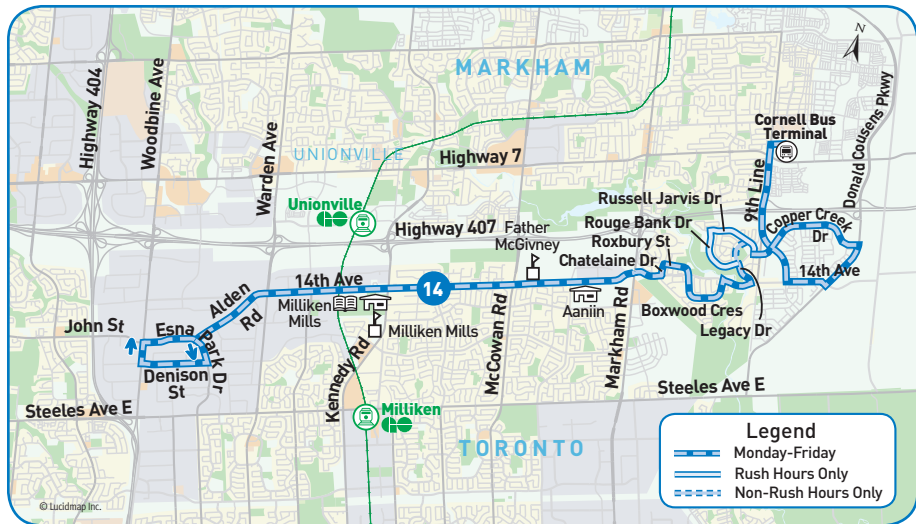 N
MARKHAM
Highway 404
Woodbine Ave
Warden Ave
UNIONVILLE
Highway 7
Cornell Bus
Terminal
Donald Cousens Pkwy
9th Line
Unionville
GO
Highway 407
Father
McGivney
Russell Jarvis Dr
Rouge Bank Dr
Roxbury St
Chatelaine Dr
Copper Creek
Dr
14th Ave
14th Ave
14
Alden
Rd
Milliken
Mills
Milliken Mills
Aaniin
Boxwood Cres
Legacy Dr
John St
Esna
Park Dr
Denison
St
Kennedy Rd
McCowan Rd
Markham Rd
Steeles Ave E
Steeles Ave E
Milliken
GO
TORONTO
Legend
Monday-Friday
Rush Hours Only
Non-Rush Hours Only
© Lucidmap Inc.